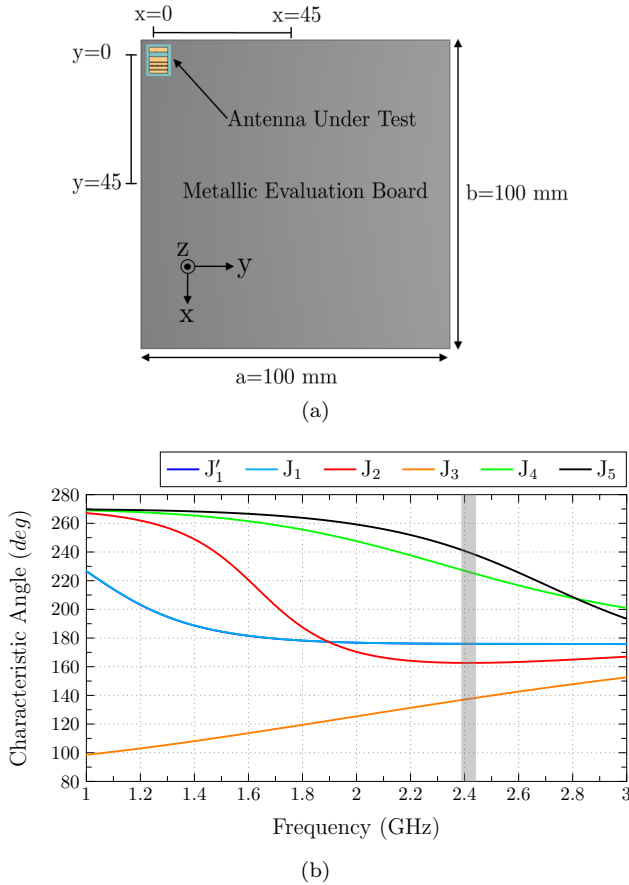 x=0 x=45
y=0
Antenna Under Test
y=45
Metallic Evaluation Board
b=100 mm
z
y
x
a=100 mm
(a)
J′₁ J₁ J₂ J₃ J₄ J₅
280
260
240
220
200
180
160
140
120
100
80
Characteristic Angle (deg)
1 1.2 1.4 1.6 1.8 2 2.2 2.4 2.6 2.8 3
Frequency (GHz)
(b)